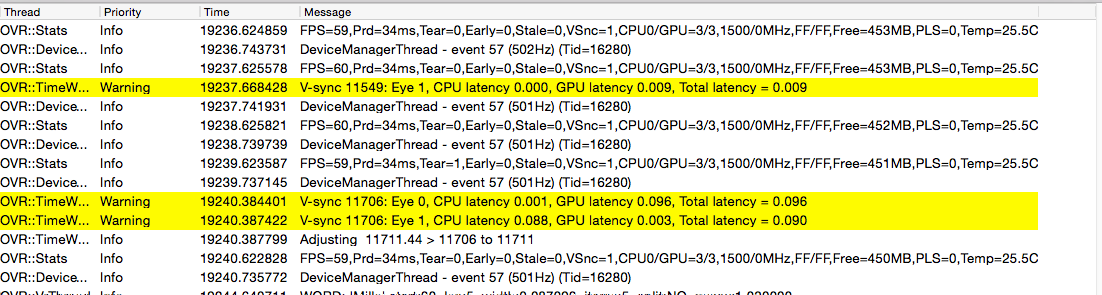 Thread Priority Time Message
OVR::Stats Info 19236.624859 FPS=59,Prd=34ms,Tear=0,Early=0,Stale=0,VSnc=1,CPU0/GPU=3/3,1500/0MHz,FF/FF,Free=453MB,PLS=0,Temp=25.5C
OVR::Device... Info 19236.743731 DeviceManagerThread - event 57 (502Hz) (Tid=16280)
OVR::Stats Info 19237.625578 FPS=60,Prd=34ms,Tear=0,Early=0,Stale=0,VSnc=1,CPU0/GPU=3/3,1500/0MHz,FF/FF,Free=453MB,PLS=0,Temp=25.5C
OVR::TimeW... Warning 19237.668428 V-sync 11549: Eye 1, CPU latency 0.000, GPU latency 0.009, Total latency = 0.009
OVR::Device... Info 19237.741931 DeviceManagerThread - event 57 (501Hz) (Tid=16280)
OVR::Stats Info 19238.625821 FPS=60,Prd=34ms,Tear=0,Early=0,Stale=0,VSnc=1,CPU0/GPU=3/3,1500/0MHz,FF/FF,Free=452MB,PLS=0,Temp=25.5C
OVR::Device... Info 19238.739739 DeviceManagerThread - event 57 (501Hz) (Tid=16280)
OVR::Stats Info 19239.623587 FPS=59,Prd=34ms,Tear=1,Early=0,Stale=0,VSnc=1,CPU0/GPU=3/3,1500/0MHz,FF/FF,Free=451MB,PLS=0,Temp=25.5C
OVR::Device... Info 19239.737145 DeviceManagerThread - event 57 (501Hz) (Tid=16280)
OVR::TimeW... Warning 19240.384401 V-sync 11706: Eye 0, CPU latency 0.001, GPU latency 0.096, Total latency = 0.096
OVR::TimeW... Warning 19240.387422 V-sync 11706: Eye 1, CPU latency 0.088, GPU latency 0.003, Total latency = 0.090
OVR::TimeW... Info 19240.387799 Adjusting 11711.44 > 11706 to 11711
OVR::Stats Info 19240.622828 FPS=59,Prd=34ms,Tear=0,Early=0,Stale=0,VSnc=1,CPU0/GPU=3/3,1500/0MHz,FF/FF,Free=450MB,PLS=0,Temp=25.5C
OVR::Device... Info 19240.735772 DeviceManagerThread - event 57 (501Hz) (Tid=16280)